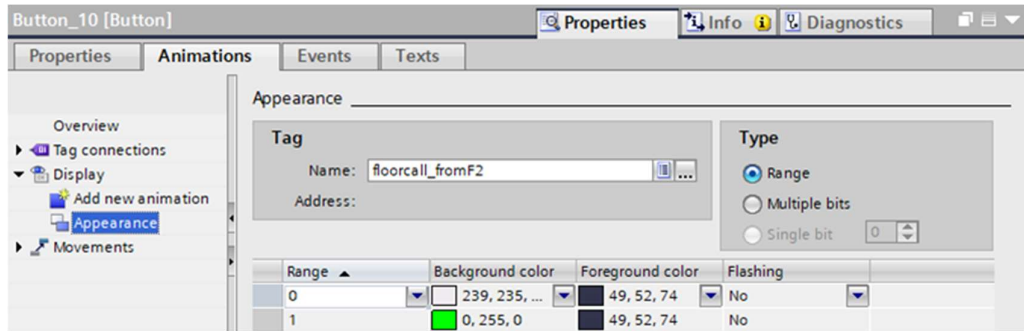 Button_10 [Button]
Properties
Info
Diagnostics
Properties
Animations
Events
Texts
Overview
Tag connections
Display
Add new animation
Appearance
Movements
Appearance
Tag
Name: floorcall_fromF2 ...
Address:
Type
Range
Multiple bits
Single bit 0
Range Background color Foreground color Flashing
0 239, 235, ... 49, 52, 74 No
1 0, 255, 0 49, 52, 74 No